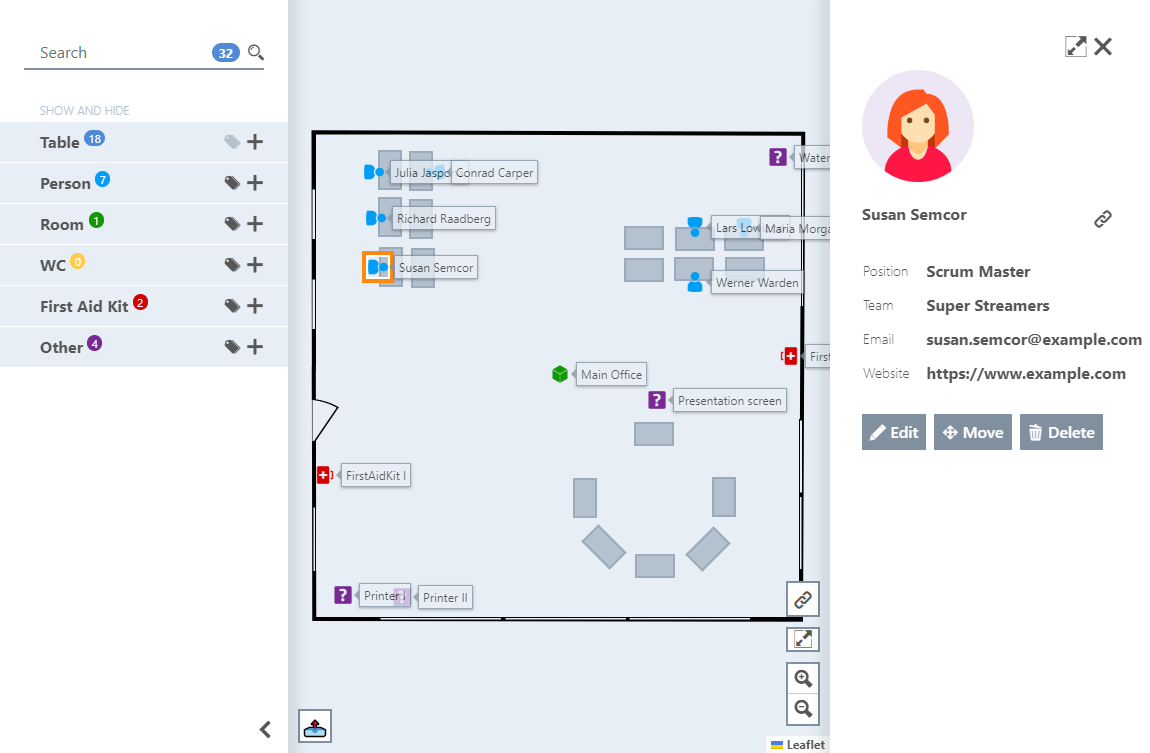 Search 32
SHOW AND HIDE
Table 18
Person 7
Room 1
WC 0
First Aid Kit 2
Other 4
Water
Julia Jaspo
Conrad Carper
Richard Raadberg
Lars Low
Maria Morga
Susan Semcor
Werner Warden
First
Main Office
?
Presentation screen
FirstAidKit I
?
Printer I
?
Printer II
Leaflet
Susan Semcor
Position Scrum Master
Team Super Streamers
Email susan.semcor@example.com
Website https://www.example.com
Edit Move Delete